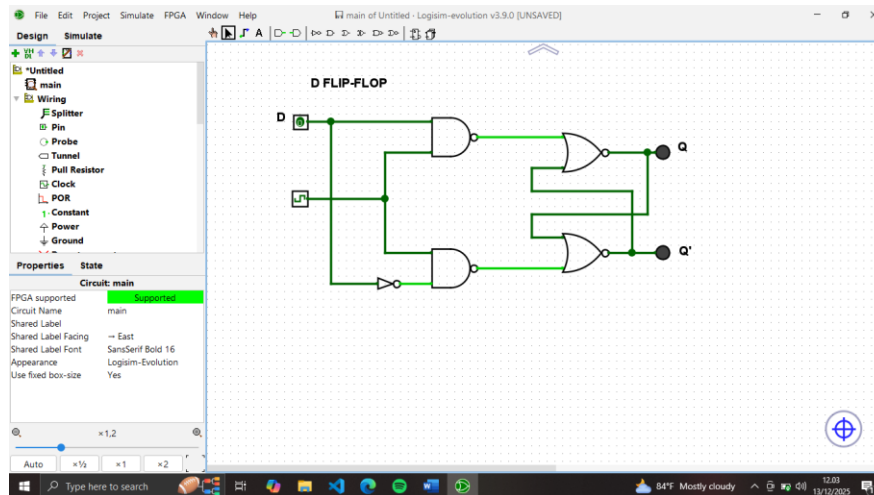 File Edit Project Simulate FPGA Window Help
main of Untitled - Logisim-evolution v3.9.0 [UNSAVED]
Design Simulate
A
*Untitled
main
Wiring
Splitter
Pin
Probe
Tunnel
Pull Resistor
Clock
POR
1 Constant
Power
Ground
Properties State
Circuit: main
FPGA supported Supported
Circuit Name main
Shared Label
Shared Label Facing → East
Shared Label Font SansSerif Bold 16
Appearance Logisim-Evolution
Use fixed box-size Yes
×1,2
Auto ×½ ×1 ×2
D FLIP-FLOP
D
0
Q
Q'
Type here to search
84°F Mostly cloudy
12.03
13/12/2025